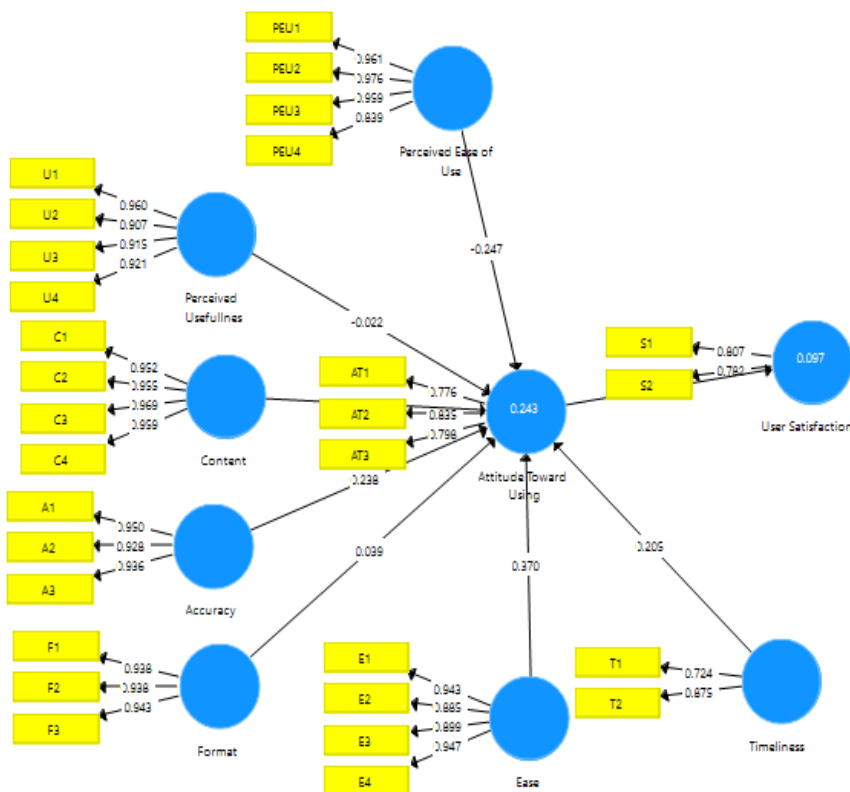 PEU1
0.961
PEU2
0.976
PEU3
0.959
PEU4
0.839
Perceived Ease of
Use
-0.247
U1
0.960
U2
0.907
U3
0.915
U4
0.921
Perceived
Usefullnes
-0.022
C1
0.952
C2
0.955
C3
0.969
C4
0.959
Content
AT1
0.776
AT2
0.835
AT3
0.798
0.243
Attitude Toward
Using
S1
0.807
S2
0.097
User Satisfaction
A1
0.950
A2
0.928
A3
0.936
Accuracy
0.238
F1
0.938
F2
0.938
F3
0.943
Format
0.039
E1
0.943
E2
0.885
E3
0.899
E4
0.947
Ease
0.370
T1
0.724
T2
0.875
Timeliness
0.205